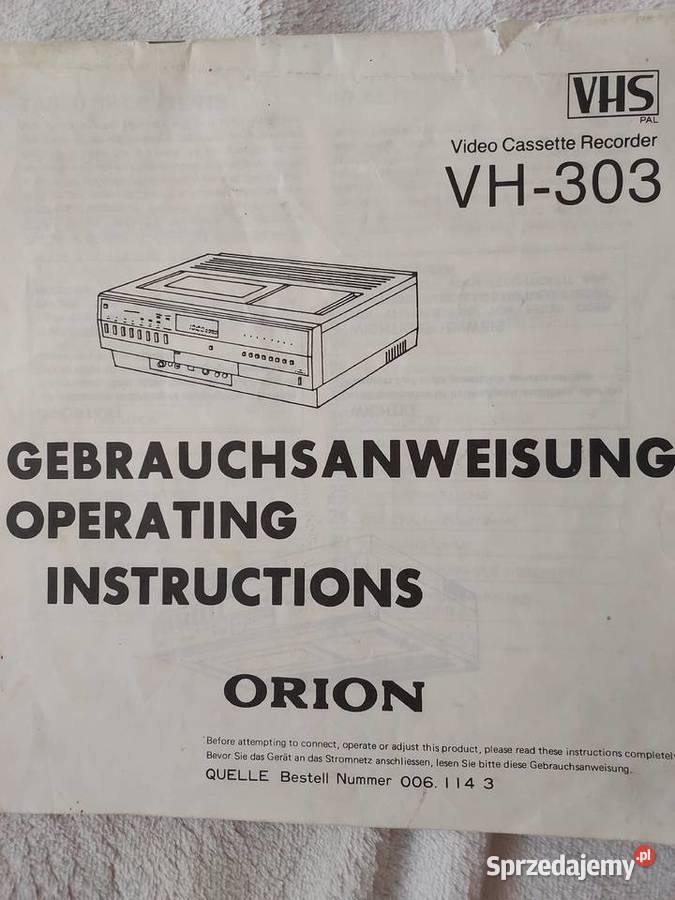 VHS
PAL
Video Cassette Recorder
VH-303
GEBRAUCHSANWEISUNG
OPERATING
INSTRUCTIONS
ORION
Before attempting to connect, operate or adjust this product, please read these instructions completely
Bevor Sie das Gerät an das Stromnetz anschliessen, lesen Sie bitte diese Gebrauchsanweisung.
QUELLE Bestell Nummer 006.114 3
Sprzedajemy.pl